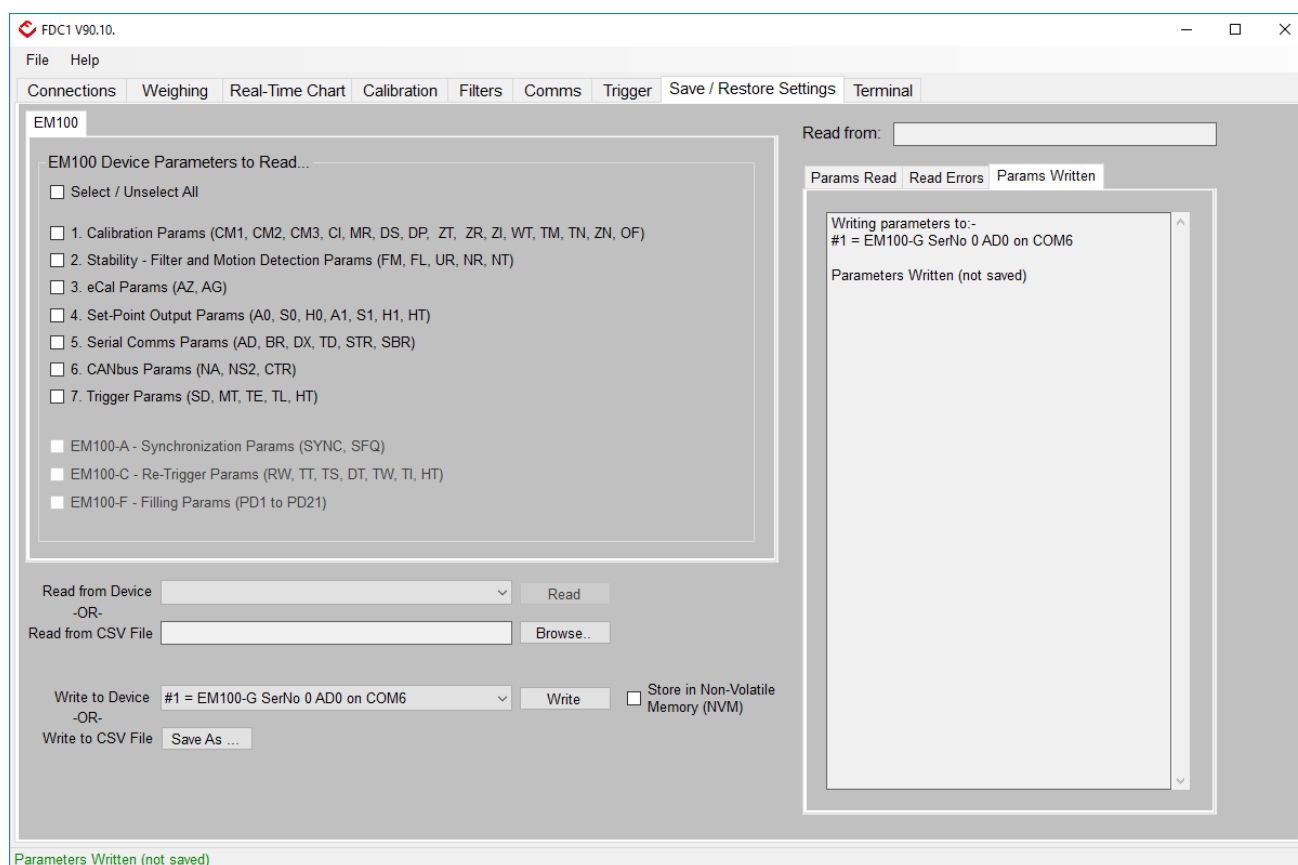 FDC1 V90.10.
File Help
Connections Weighing Real-Time Chart Calibration Filters Comms Trigger Save / Restore Settings Terminal
EM100
EM100 Device Parameters to Read...
Select / Unselect All
1. Calibration Params (CM1, CM2, CM3, CI, MR, DS, DP, ZT, ZR, ZI, WT, TM, TN, ZN, OF)
2. Stability - Filter and Motion Detection Params (FM, FL, UR, NR, NT)
3. eCal Params (AZ, AG)
4. Set-Point Output Params (A0, S0, H0, A1, S1, H1, HT)
5. Serial Comms Params (AD, BR, DX, TD, STR, SBR)
6. CANbus Params (NA, NS2, CTR)
7. Trigger Params (SD, MT, TE, TL, HT)
EM100-A - Synchronization Params (SYNC, SFQ)
EM100-C - Re-Trigger Params (RW, TT, TS, DT, TW, TI, HT)
EM100-F - Filling Params (PD1 to PD21)
Read from Device Read
-OR-
Read from CSV File Browse..
Write to Device #1 = EM100-G SerNo 0 AD0 on COM6 Write Store in Non-Volatile
Memory (NVM)
-OR-
Write to CSV File Save As ...
Read from:
Params Read Read Errors Params Written
Writing parameters to:-
#1 = EM100-G SerNo 0 AD0 on COM6
Parameters Written (not saved)
Parameters Written (not saved)